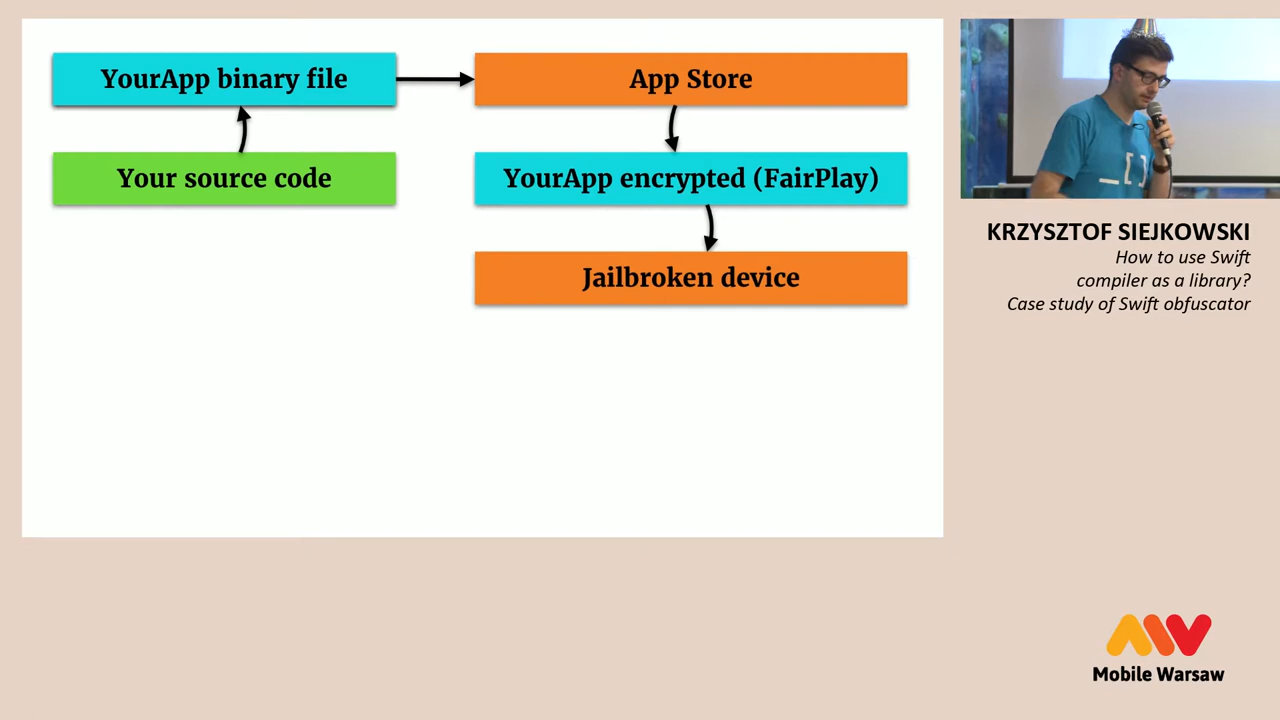 YourApp binary file
App Store
Your source code
YourApp encrypted (FairPlay)
Jailbroken device
KRZYSZTOF SIEJKOWSKI
How to use Swift
compiler as a library?
Case study of Swift obfuscator
_[]
Mobile Warsaw